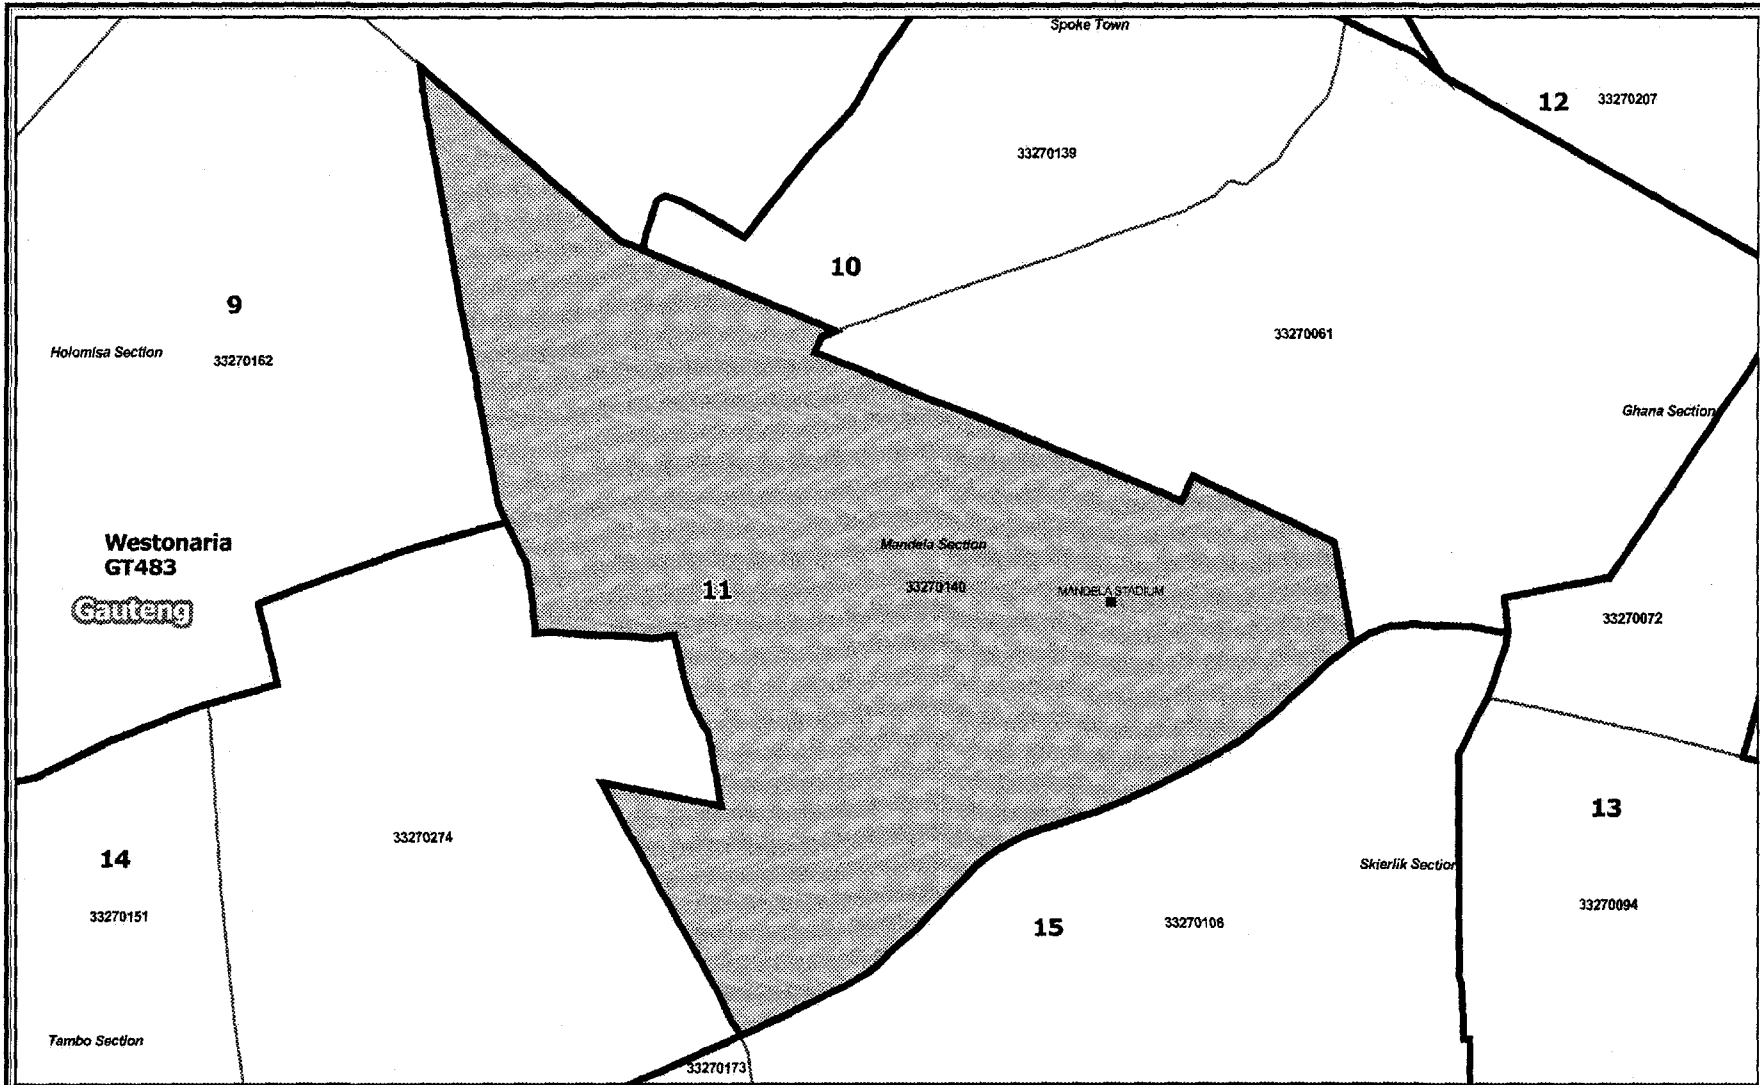 Spoke Town
12 33270207
33270139
10
9
33270061
Holomisa Section
33270162
Ghana Section
Westonaria
GT483
Mandela Section
11
33270140
MANDELA STADIUM
Gauteng
33270072
13
33270274
14
Skierlik Section
33270094
33270151
15
33270106
Tambo Section
33270173